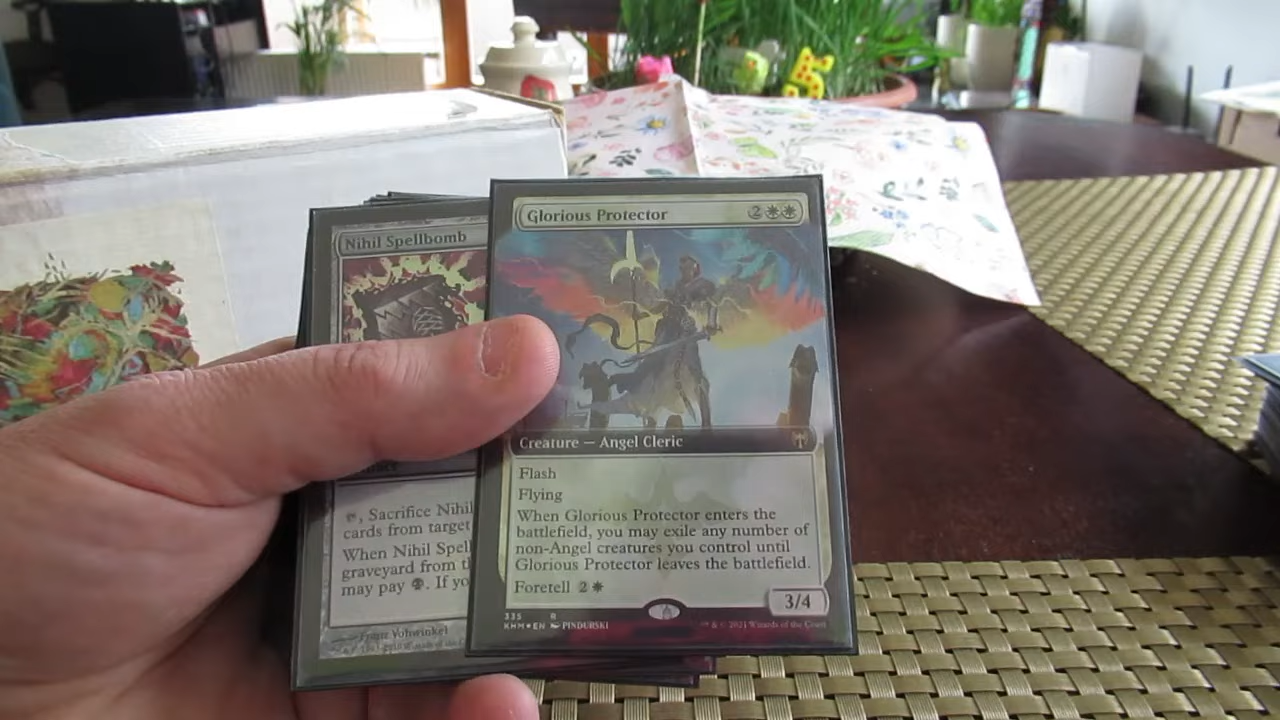 Nihil Spellbomb
, Sacrifice Nihil
cards from target
When Nihil Spell
graveyard from t
may pay . If yo
Franz Vohwinkel
Glorious Protector
2
Creature — Angel Cleric
Flash
Flying
When Glorious Protector enters the
battlefield, you may exile any number of
non-Angel creatures you control until
Glorious Protector leaves the battlefield.
Foretell 2
3/4
335 R
KHM EN PINDURSKI
& © 2021 Wizards of the Coast